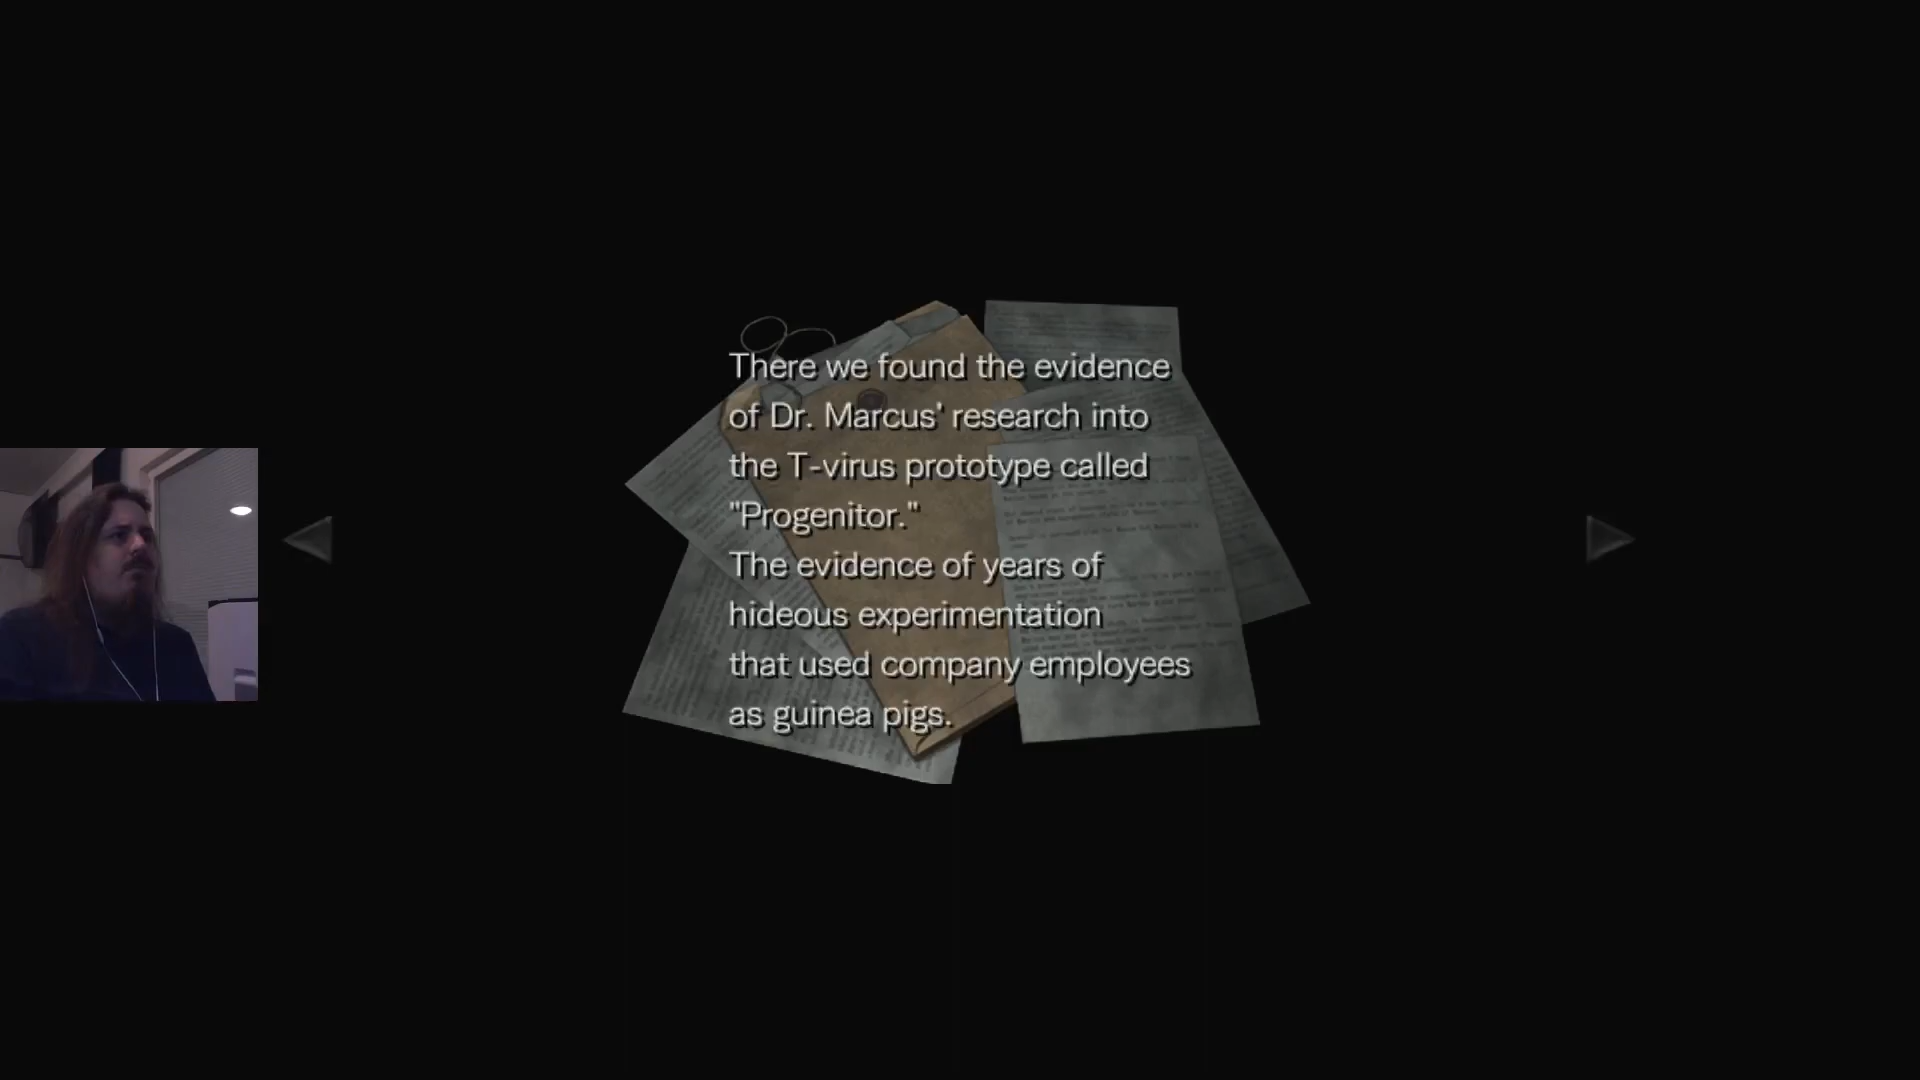 There we found the evidence
of Dr. Marcus' research into
the T-virus prototype called
"Progenitor."
The evidence of years of
hideous experimentation
that used company employees
as guinea pigs.